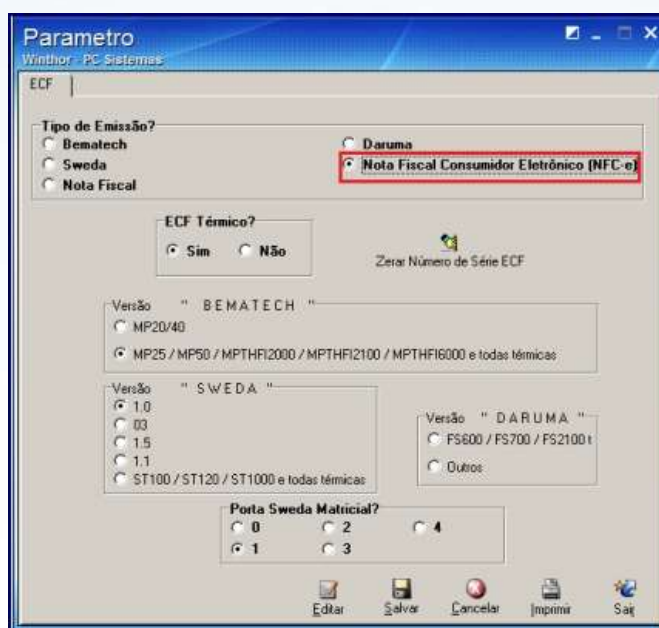 Parametro
Winthor - PC Sistemas
ECF
Tipo de Emissão?
Bematech
Daruma
Sweda
Nota Fiscal Consumidor Eletrônico (NFC-e)
Nota Fiscal
ECF Térmico?
Sim Não
Zerar Número de Série ECF
Versão " BEMATECH "
MP20/40
MP25 / MP50 / MPTHFI2000 / MPTHFI2100 / MPTHFI6000 e todas térmicas
Versão " SWEDA "
1.0
03
1.5
1.1
ST100 / ST120 / ST1000 e todas térmicas
Versão " DARUMA "
FS600 / FS700 / FS2100 t
Outros
Porta Sweda Matricial?
0 2 4
1 3
Editar Salvar Cancelar Imprimir Sair